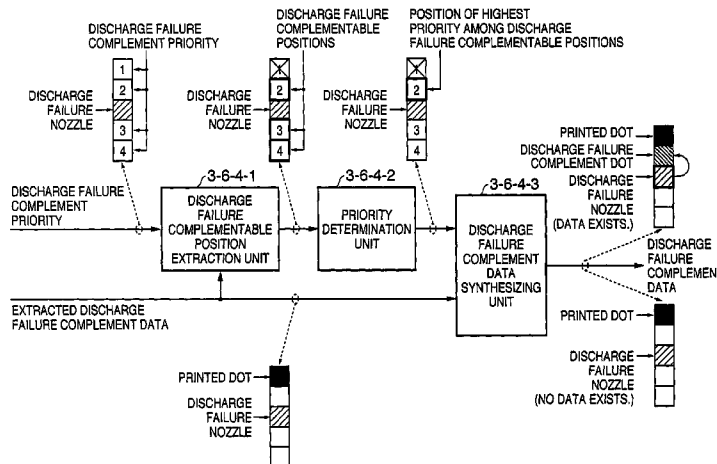 DISCHARGE FAILURE
COMPLEMENT PRIORITY
DISCHARGE FAILURE
COMPLEMENTABLE
POSITIONS
POSITION OF HIGHEST
PRIORITY AMONG DISCHARGE
FAILURE COMPLEMENTABLE POSITIONS
1
2
3
4
DISCHARGE
FAILURE
NOZZLE
1
2
3
4
DISCHARGE
FAILURE
NOZZLE
1
2
3
4
DISCHARGE
FAILURE
NOZZLE
PRINTED DOT
DISCHARGE FAILURE
COMPLEMENT DOT
DISCHARGE
FAILURE
NOZZLE
(DATA EXISTS.)
DISCHARGE FAILURE
COMPLEMENT
PRIORITY
3-6-4-1
DISCHARGE
FAILURE
COMPLEMENTABLE
POSITION
EXTRACTION UNIT
3-6-4-2
PRIORITY
DETERMINATION
UNIT
3-6-4-3
DISCHARGE
FAILURE
COMPLEMENT
DATA
SYNTHESIZING
UNIT
DISCHARGE
FAILURE
COMPLEMEN
DATA
EXTRACTED DISCHARGE
FAILURE COMPLEMENT DATA
PRINTED DOT
DISCHARGE
FAILURE
NOZZLE
PRINTED DOT
DISCHARGE
FAILURE
NOZZLE
(NO DATA EXISTS.)